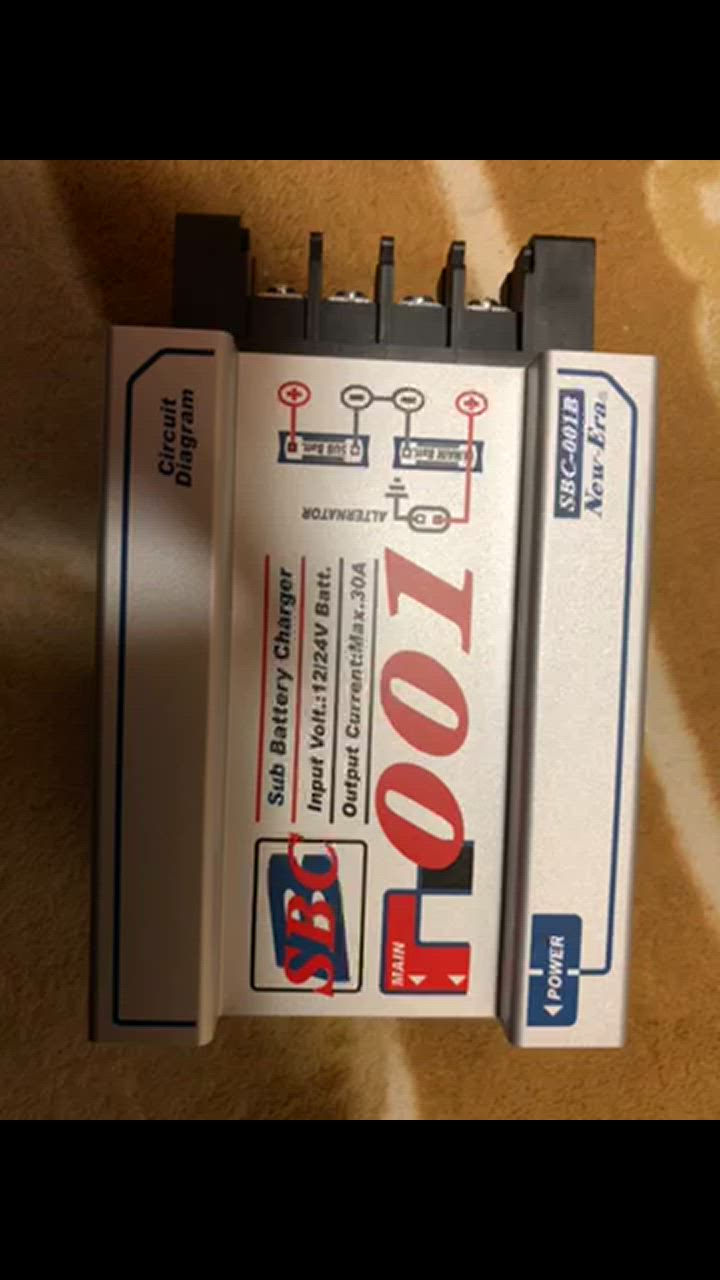 Circuit
Diagram
SUB Batt.
MAIN Batt.
ALTERNATOR
Sub Battery Charger
Input Volt.:12/24V Batt.
Output Current:Max.30A
SBC
001
MAIN
SBC-001B
New-Era
POWER